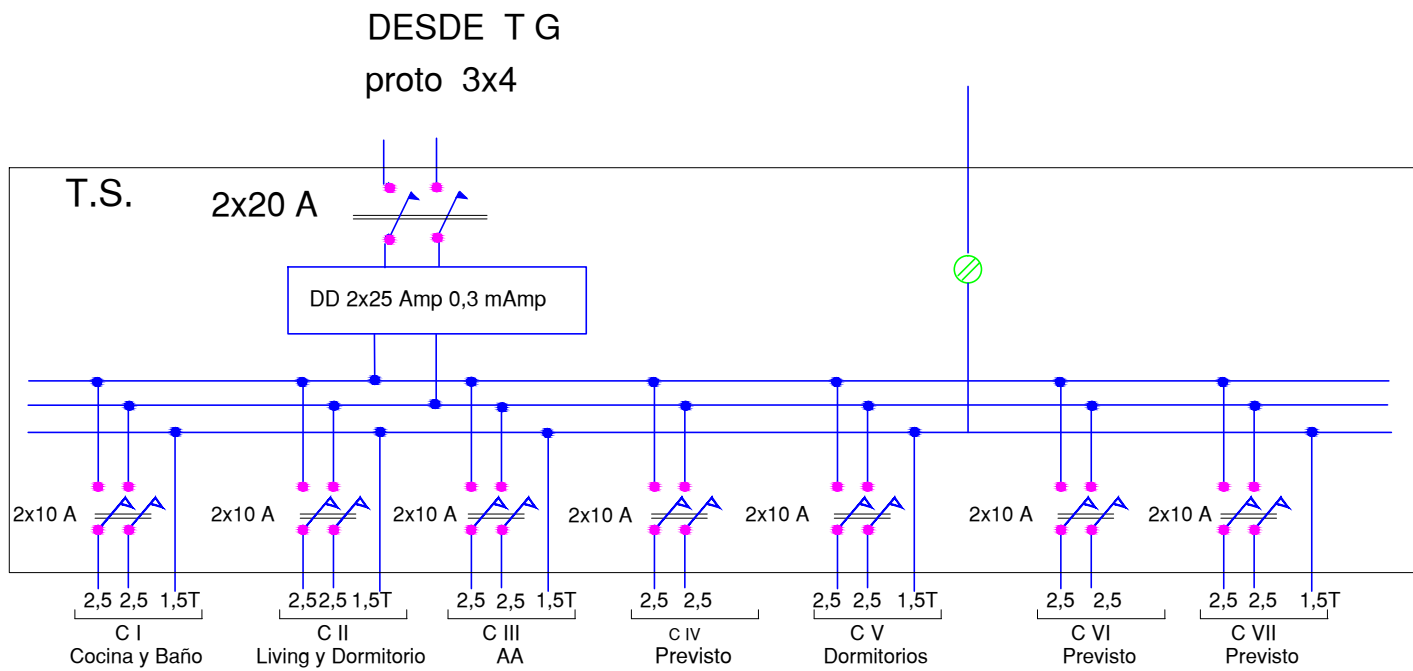 DESDE T G
proto 3x4
T.S.
2x20 A
DD 2x25 Amp 0,3 mAmp
2x10 A 2x10 A 2x10 A 2x10 A 2x10 A 2x10 A 2x10 A
2,5 2,5 1,5T 2,5 2,5 1,5T 2,5 2,5 1,5T 2,5 2,5 2,5 2,5 1,5T 2,5 2,5 2,5 2,5 1,5T
C I C II C III C IV C V C VI C VII
Cocina y Baño Living y Dormitorio AA Previsto Dormitorios Previsto Previsto